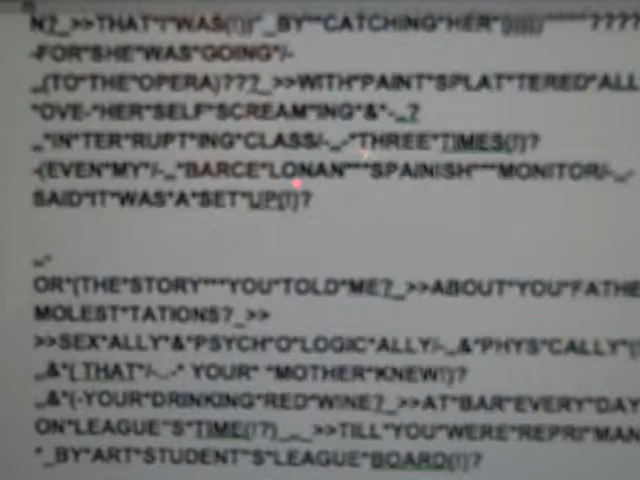 N?_>>THAT"I"WAS(!))"_BY""CATCHING"HER"
-FOR"SHE"WAS"GOING"/-
_(TO"THE"OPERA)???_>>WITH"PAINT"SPLAT"TERED"ALL
"OVE-"HER"SELF"SCREAM"ING"&"-_?
_"IN"TER"RUPT"ING"CLASS/-_-"THREE"TIMES(!)?
-(EVEN"MY"/-_"BARCE"LONAN"""SPAINISH"""MONITOR/-_-
SAID"IT"WAS"A"SET"UP(!)?
_-"
OR"(THE"STORY"""YOU"TOLD"ME?_>>ABOUT"YOU"FATHE
MOLEST"TATIONS?_>>
>>SEX"ALLY"&"PSYCH"O"LOGIC"ALLY/-_&"PHYS"CALLY"(
_&"( THAT"/-_-" YOUR" "MOTHER"KNEW!)?
_&"(-YOUR"DRINKING"RED"WINE?_>>AT"BAR"EVERY"DAY
ON"LEAGUE"S"TIME(!?)_-_>>TILL"YOU"WERE"REPRI"MAN
"_BY"ART"STUDENT"S"LEAGUE"BOARD(!)?